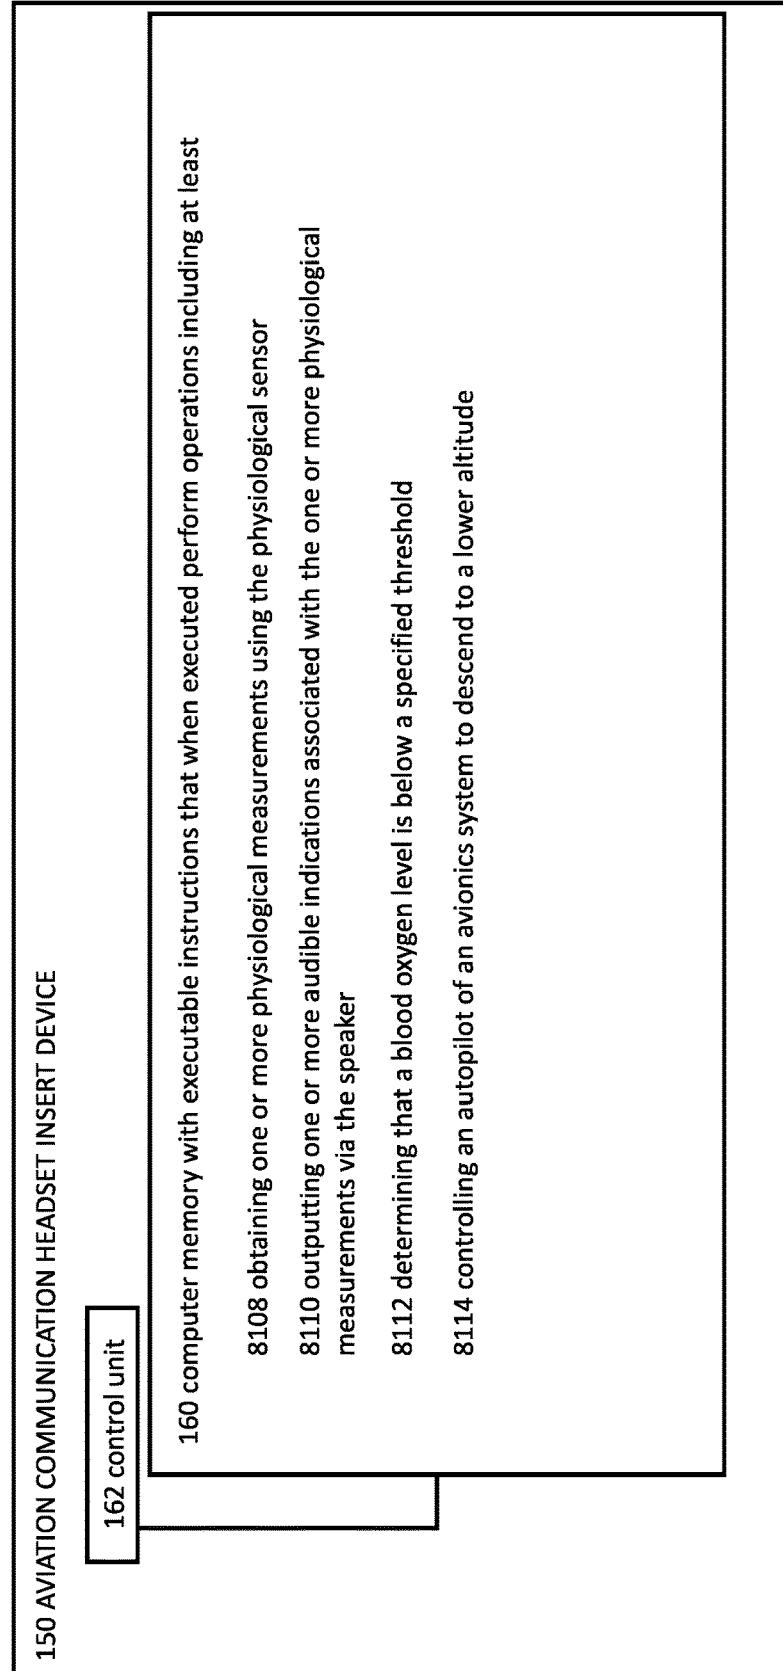 150 AVIATION COMMUNICATION HEADSET INSERT DEVICE
162 control unit
160 computer memory with executable instructions that when executed perform operations including at least
8108 obtaining one or more physiological measurements using the physiological sensor
8110 outputting one or more audible indications associated with the one or more physiological
measurements via the speaker
8112 determining that a blood oxygen level is below a specified threshold
8114 controlling an autopilot of an avionics system to descend to a lower altitude